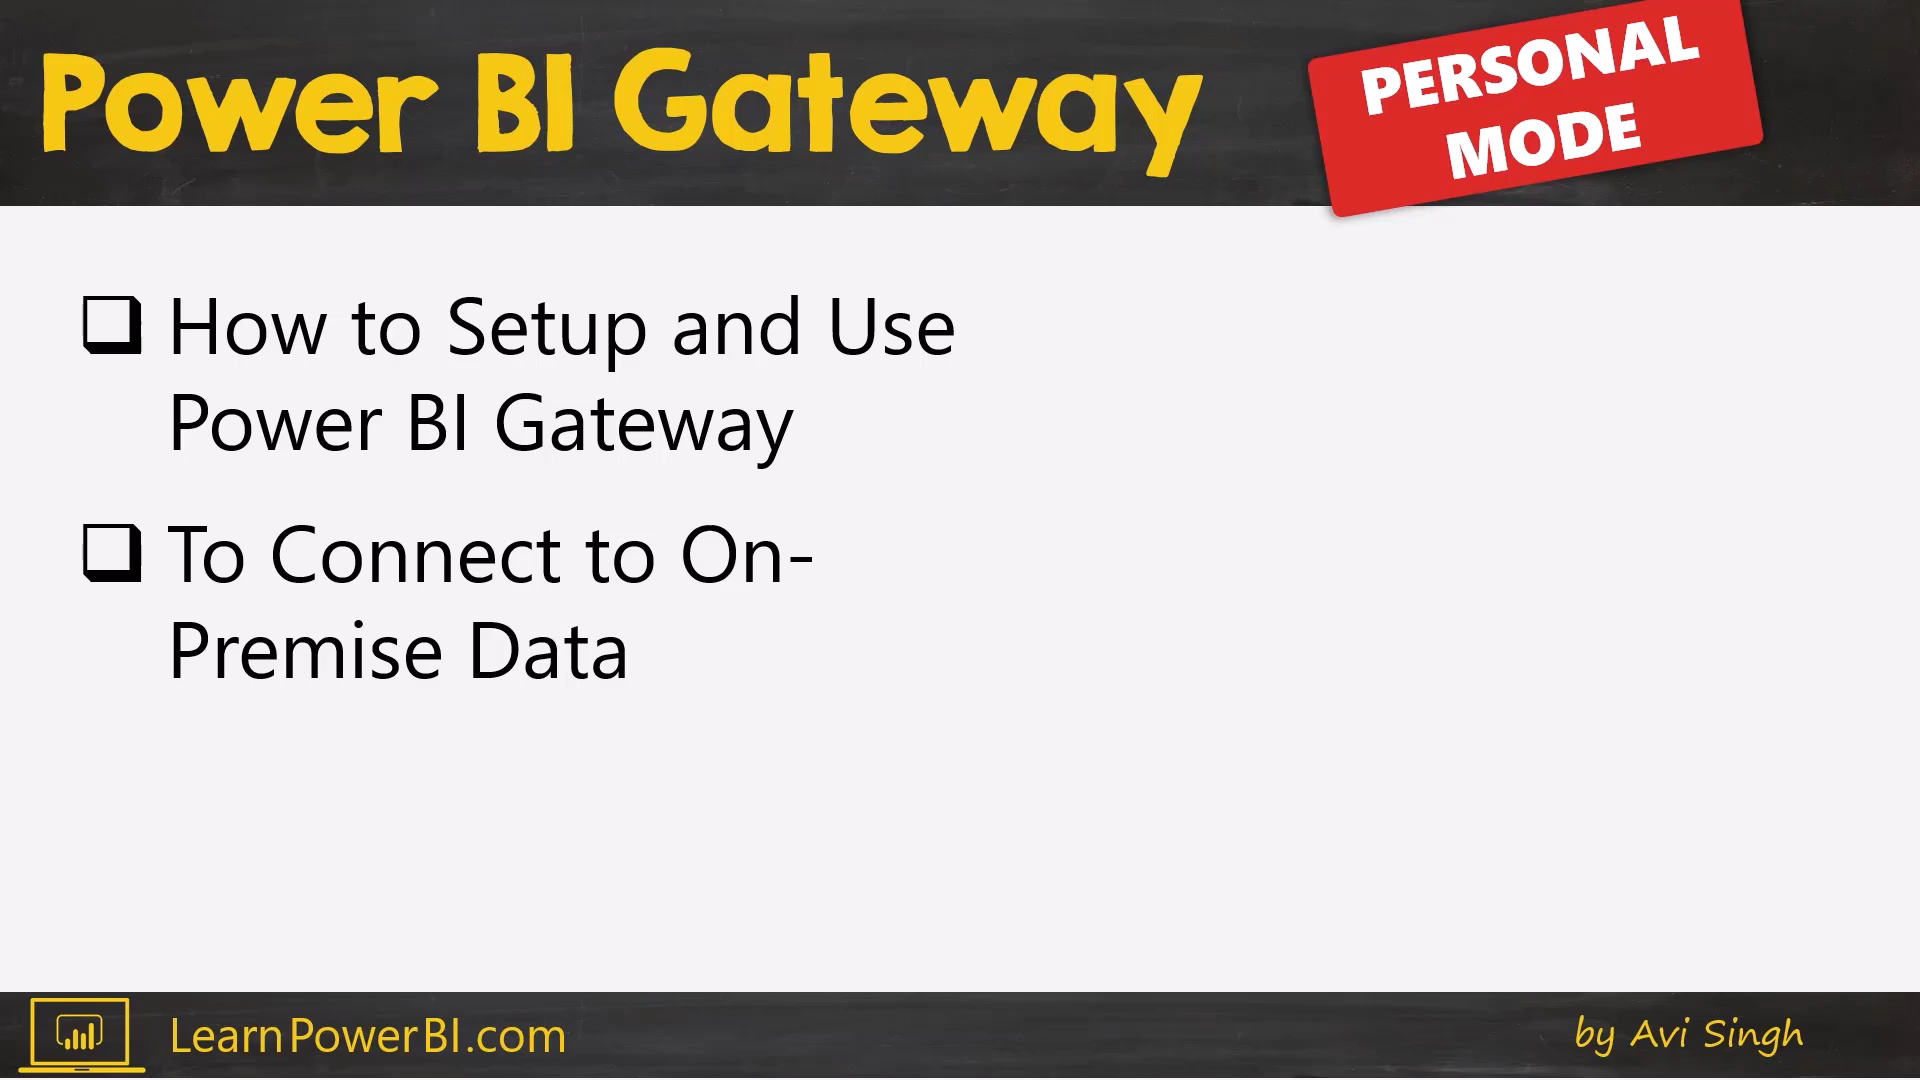 Power BI Gateway
PERSONAL
MODE
How to Setup and Use
Power BI Gateway
To Connect to On-
Premise Data
LearnPowerBI.com
by Avi Singh